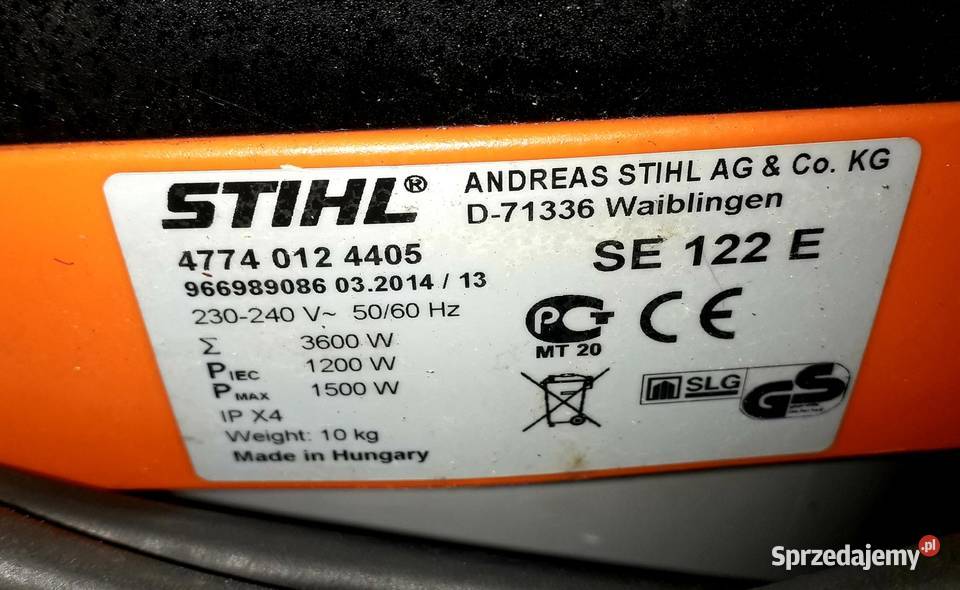 STIHL®
ANDREAS STIHL AG & Co. KG
D-71336 Waiblingen
4774 012 4405
SE 122 E
966989086 03.2014 / 13
230-240 V~ 50/60 Hz
Σ 3600 W
P IEC 1200 W
P MAX 1500 W
IP X4
Weight: 10 kg
Made in Hungary
PCT
MT 20
CE
SLG
GS
Sprzedajemy.pl